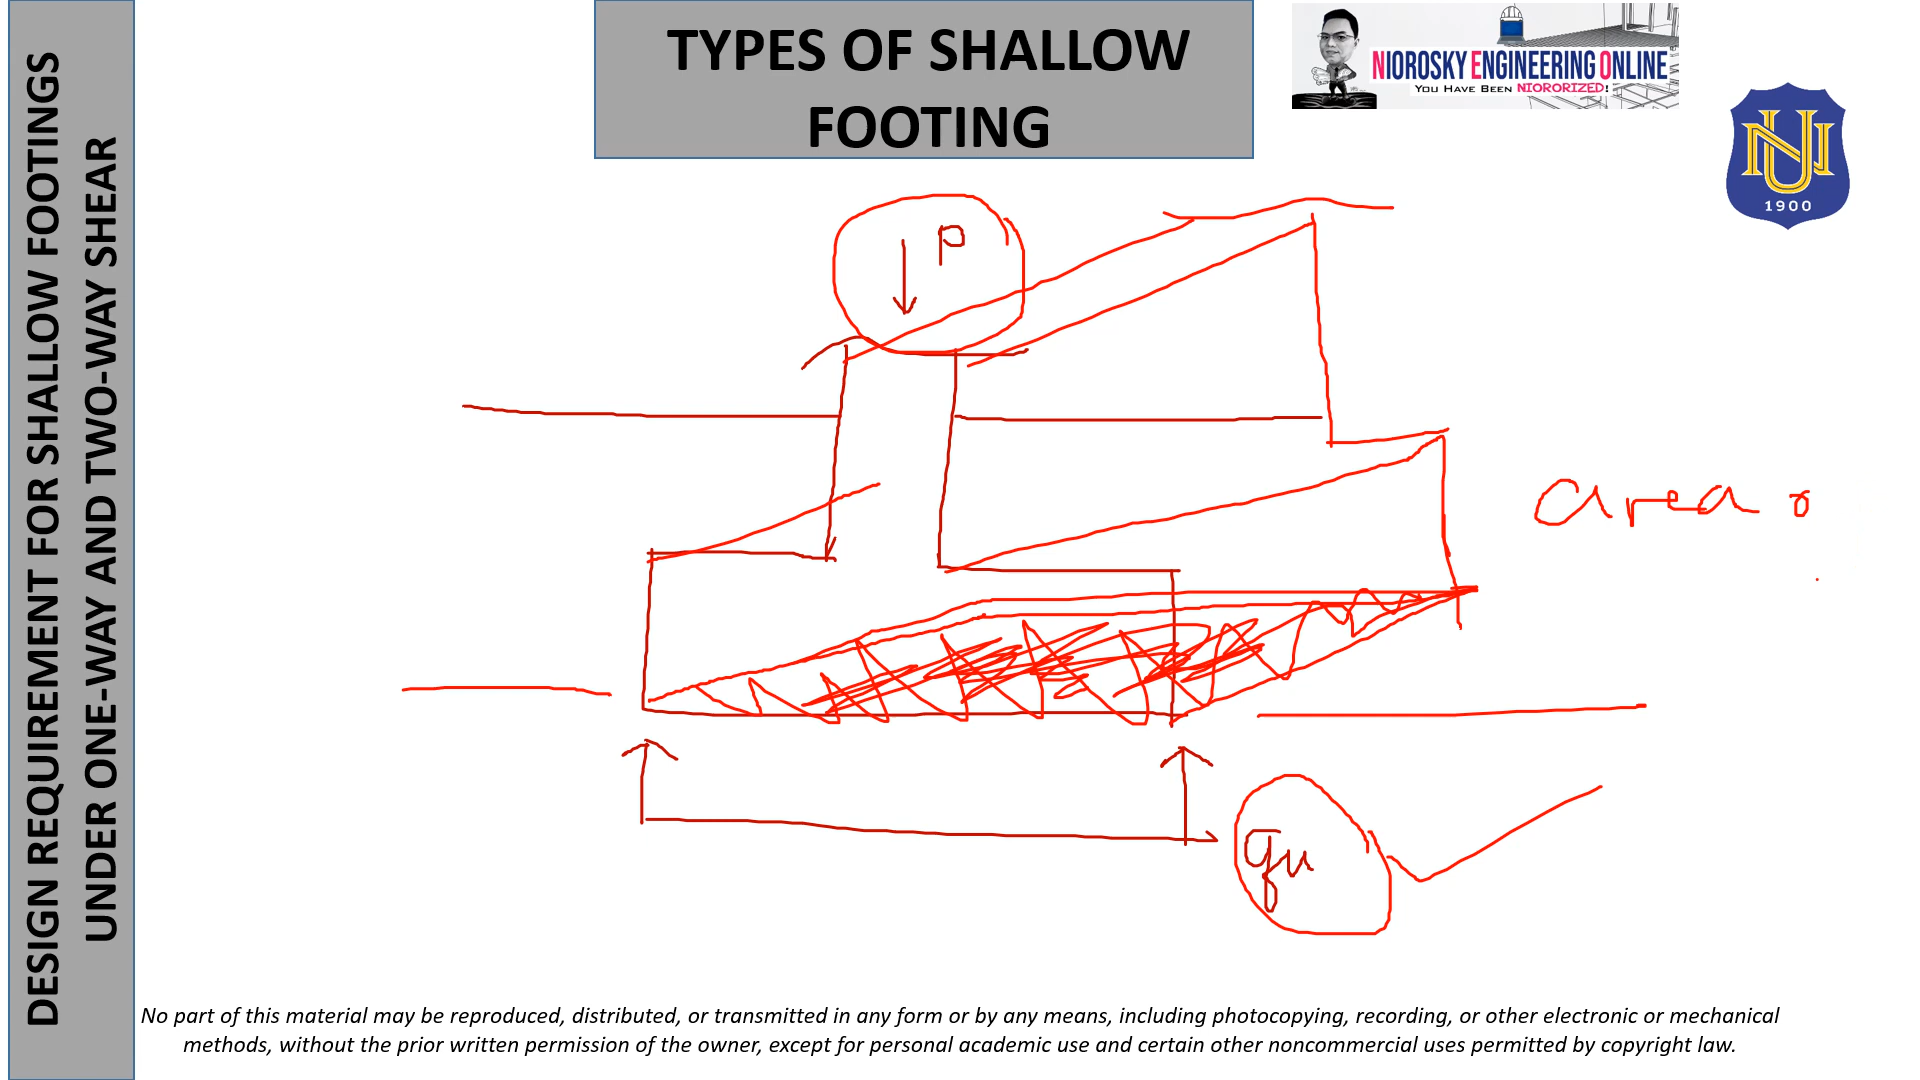 DESIGN REQUIREMENT FOR SHALLOW FOOTINGS
UNDER ONE-WAY AND TWO-WAY SHEAR
TYPES OF SHALLOW
FOOTING
NIOROSKY ENGINEERING ONLINE
YOU HAVE BEEN NIORORIZED!
NU
1900
P
area o
qu
No part of this material may be reproduced, distributed, or transmitted in any form or by any means, including photocopying, recording, or other electronic or mechanical
methods, without the prior written permission of the owner, except for personal academic use and certain other noncommercial uses permitted by copyright law.